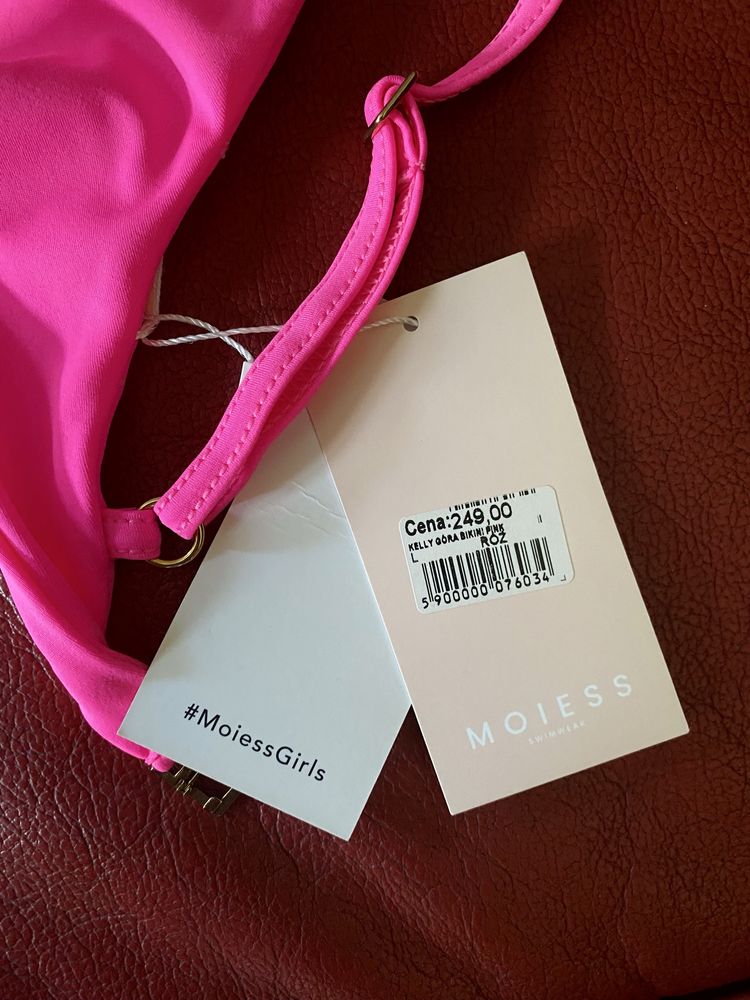 Cena:249,00
KELLY GÓRA BIKINI PINK
L RÓŻ
5 900000 076034
MOIESS
SWIMWEAR
#MoiessGirls